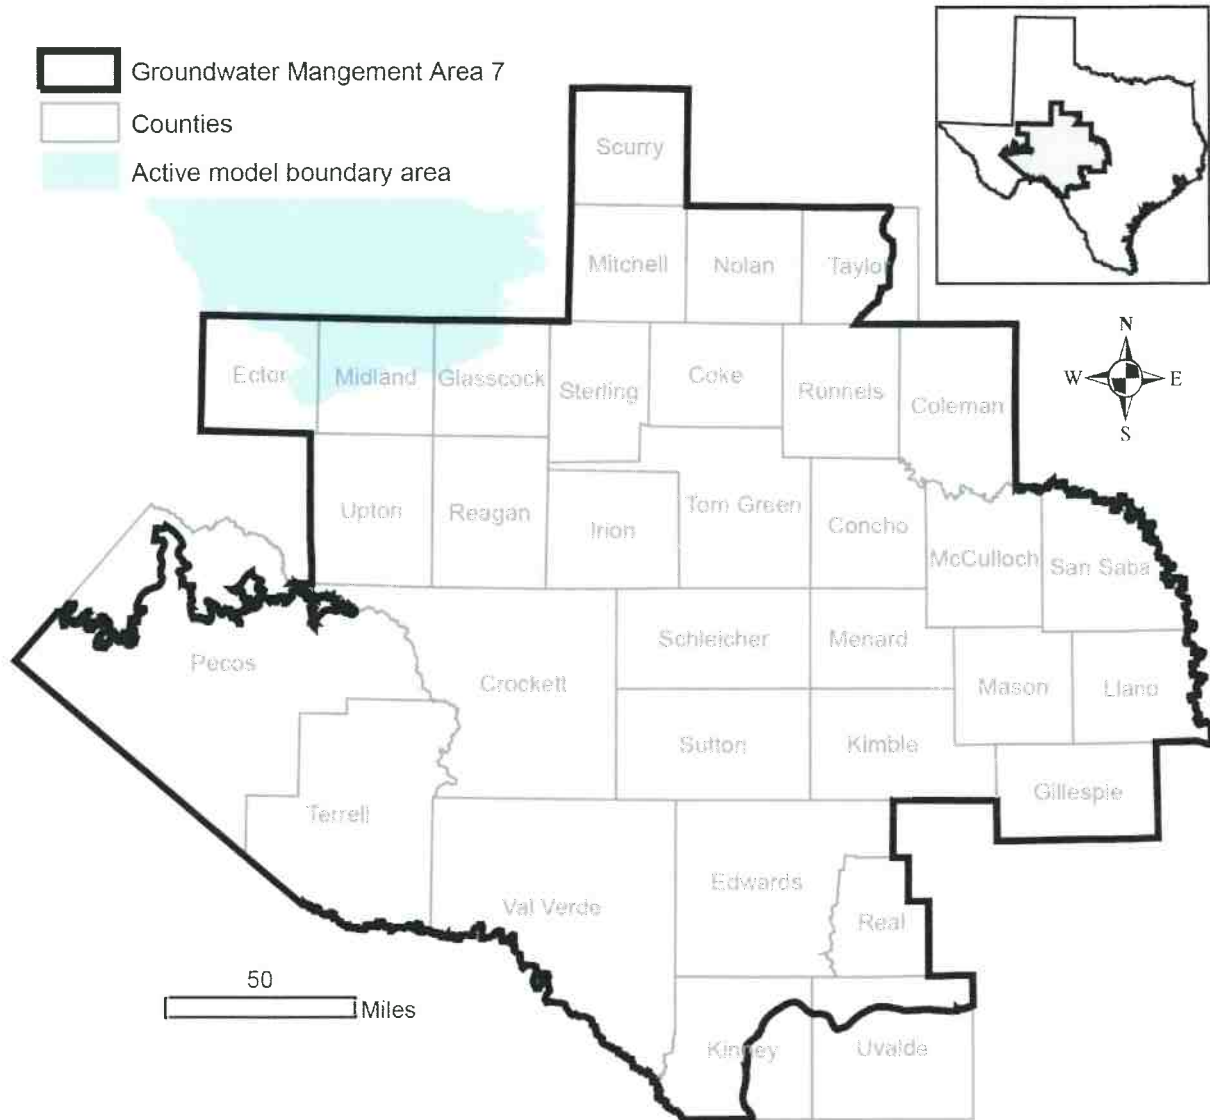 Groundwater Mangement Area 7
Counties
Active model boundary area
Scurry
Mitchell
Nolan
Taylor
N
W
E
S
Ector
Midland
Glasscock
Sterling
Coke
Runnels
Coleman
Upton
Reagan
Irion
Tom Green
Concho
McCulloch
San Saba
Pecos
Crockett
Schleicher
Menard
Mason
Llano
Sutton
Kimble
Gillespie
Terrell
Val Verde
Edwards
Real
50
Miles
Kinney
Uvalde